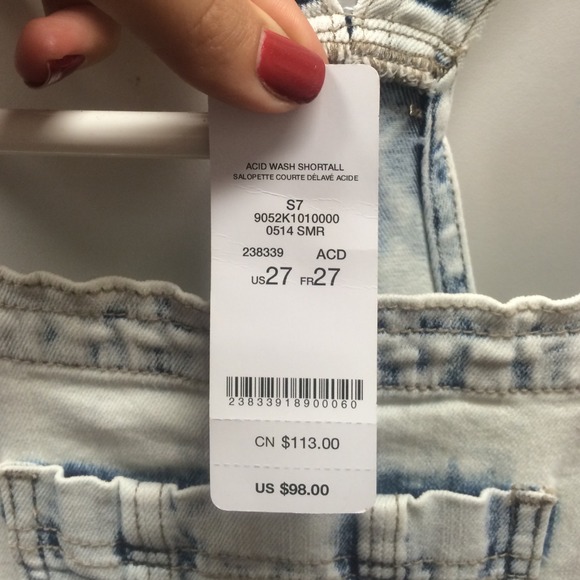 ACID WASH SHORTALL
SALOPETTE COURTE DÉLAVÉ ACIDE
S7
9052K1010000
0514 SMR
238339 ACD
US27 FR27
23833918900060
CN $113.00
US $98.00